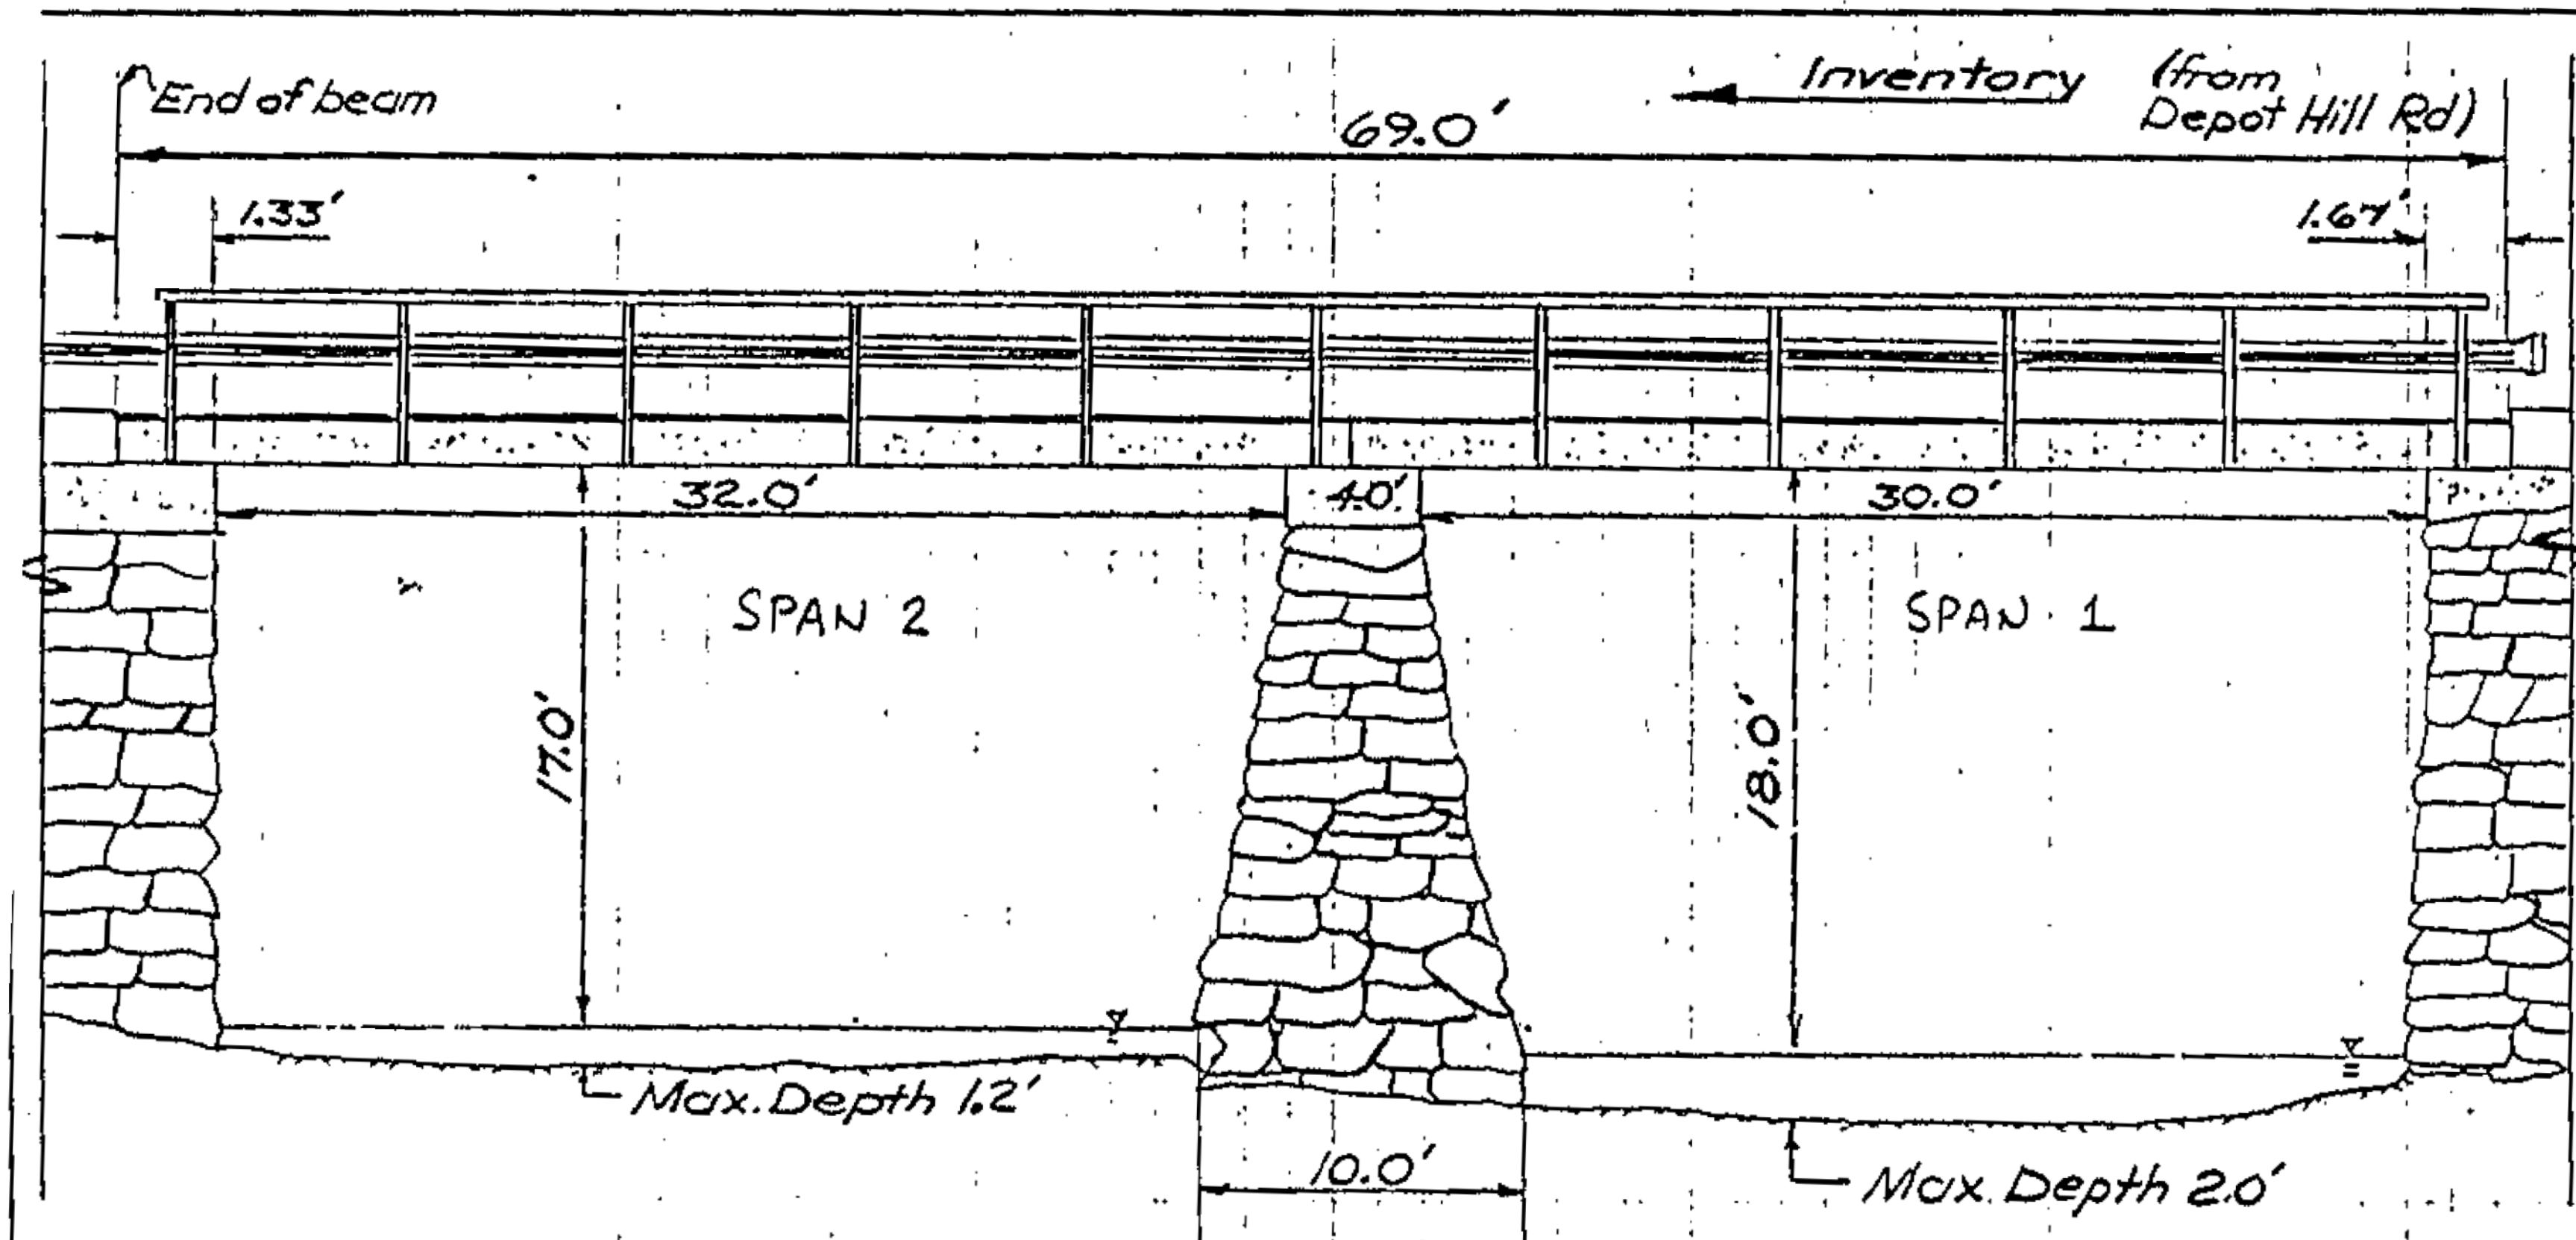 End of beam
Inventory (from
Depot Hill Rd)
69.0'
1.33'
1.67'
32.0'
4.0'
30.0'
SPAN 2
SPAN 1
17.0'
18.0'
Max. Depth 1.2'
10.0'
Max. Depth 2.0'